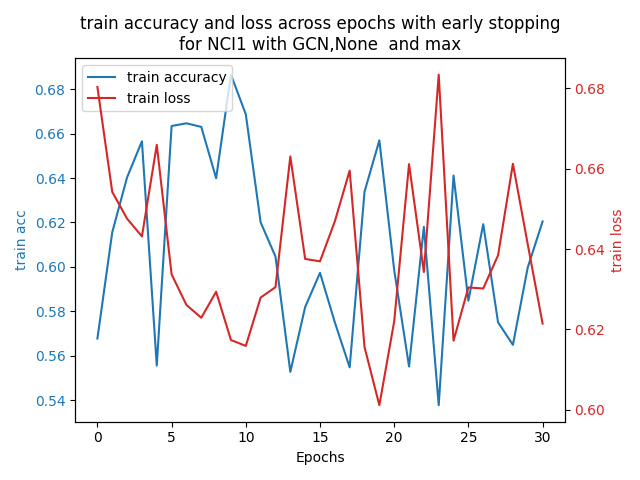 train accuracy and loss across epochs with early stopping
for NCI1 with GCN,None  and max
train accuracy
train loss
0.68
0.66
0.64
0.62
0.60
0.58
0.56
0.54
train acc
0.68
0.66
0.64
0.62
0.60
train loss
0 5 10 15 20 25 30
Epochs